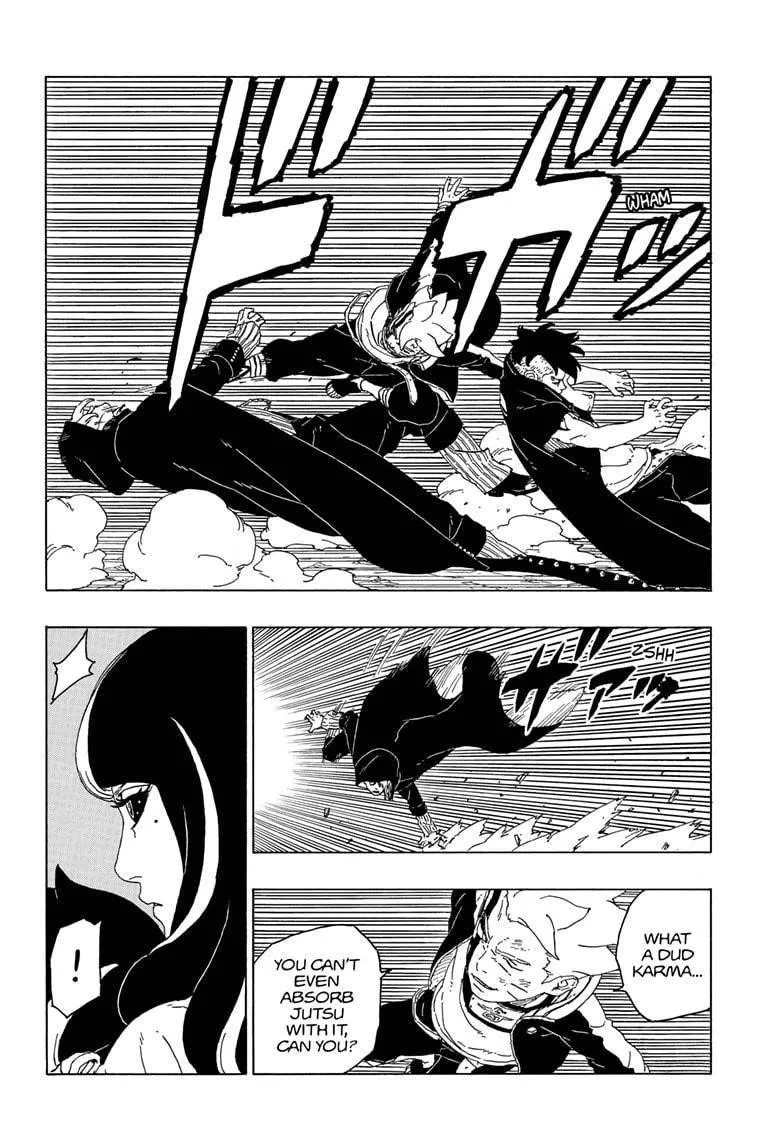 ドガッ
WHAM
ザアッ
ZSHH
!
WHAT
A DUD
KARMA...
YOU CAN'T
EVEN
ABSORB
JUTSU
WITH IT,
CAN YOU?